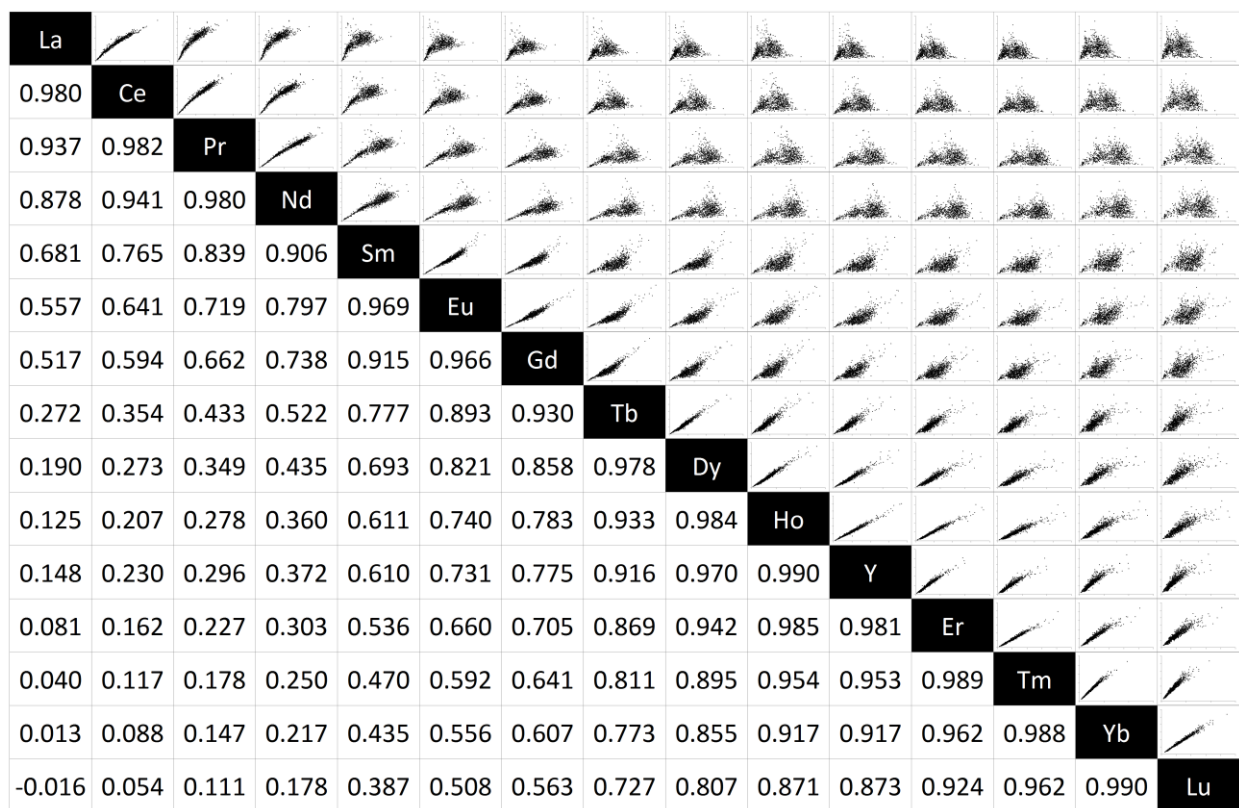 La
0.980 Ce
0.937 0.982 Pr
0.878 0.941 0.980 Nd
0.681 0.765 0.839 0.906 Sm
0.557 0.641 0.719 0.797 0.969 Eu
0.517 0.594 0.662 0.738 0.915 0.966 Gd
0.272 0.354 0.433 0.522 0.777 0.893 0.930 Tb
0.190 0.273 0.349 0.435 0.693 0.821 0.858 0.978 Dy
0.125 0.207 0.278 0.360 0.611 0.740 0.783 0.933 0.984 Ho
0.148 0.230 0.296 0.372 0.610 0.731 0.775 0.916 0.970 0.990 Y
0.081 0.162 0.227 0.303 0.536 0.660 0.705 0.869 0.942 0.985 0.981 Er
0.040 0.117 0.178 0.250 0.470 0.592 0.641 0.811 0.895 0.954 0.953 0.989 Tm
0.013 0.088 0.147 0.217 0.435 0.556 0.607 0.773 0.855 0.917 0.917 0.962 0.988 Yb
-0.016 0.054 0.111 0.178 0.387 0.508 0.563 0.727 0.807 0.871 0.873 0.924 0.962 0.990 Lu